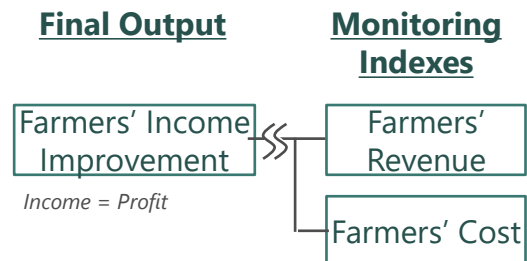 Final Output
Monitoring
Indexes
Farmers’ Income
Improvement
Income = Profit
Farmers’
Revenue
Farmers’ Cost